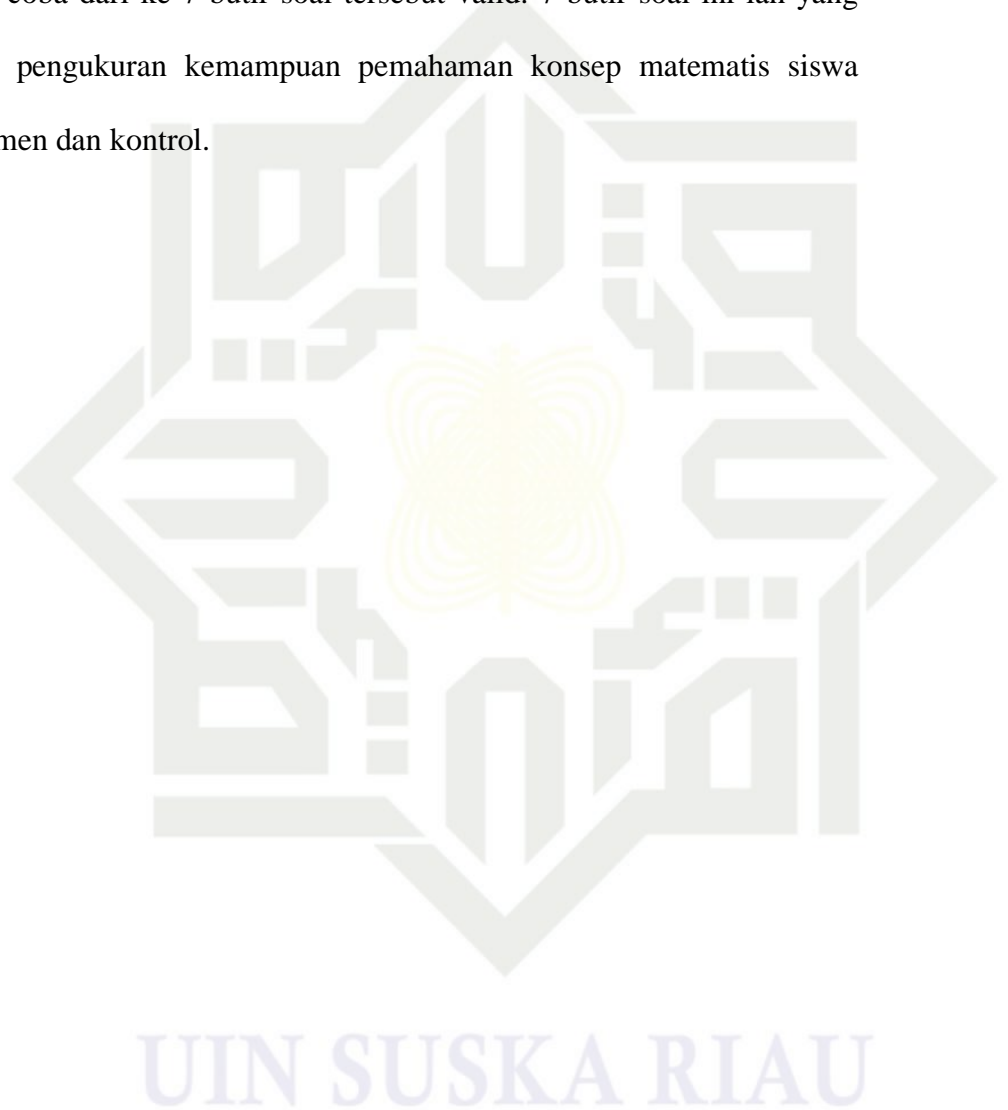 coba dari ke 7 butir soal tersebut valid. 7 butir soal ini lah yang
pengukuran kemampuan pemahaman konsep matematis siswa
men dan kontrol.
UIN SUSKA RIAU